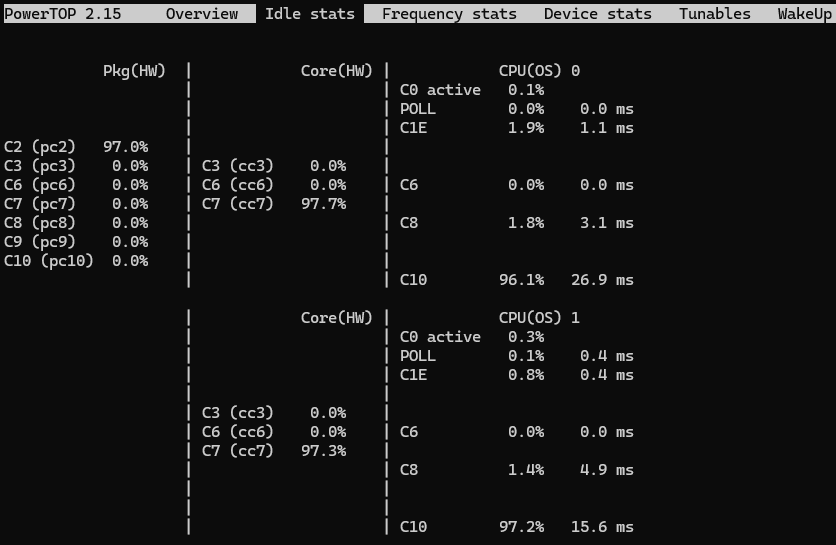 PowerTOP 2.15     Overview   Idle stats   Frequency stats   Device stats   Tunables   WakeUp
           Pkg(HW)  |            Core(HW) |            CPU(OS) 0
                    |                     | C0 active   0.1%
                    |                     | POLL        0.0%    0.0 ms
                    |                     | C1E         1.9%    1.1 ms
C2 (pc2)   97.0%    |                     |
C3 (pc3)    0.0%    | C3 (cc3)    0.0%    |
C6 (pc6)    0.0%    | C6 (cc6)    0.0%    | C6          0.0%    0.0 ms
C7 (pc7)    0.0%    | C7 (cc7)   97.7%    |
C8 (pc8)    0.0%    |                     | C8          1.8%    3.1 ms
C9 (pc9)    0.0%    |                     |
C10 (pc10)  0.0%    |                     |
                    |                     | C10        96.1%   26.9 ms
                    |            Core(HW) |            CPU(OS) 1
                    |                     | C0 active   0.3%
                    |                     | POLL        0.1%    0.4 ms
                    |                     | C1E         0.8%    0.4 ms
                    |                     |
                    | C3 (cc3)    0.0%    |
                    | C6 (cc6)    0.0%    | C6          0.0%    0.0 ms
                    | C7 (cc7)   97.3%    |
                    |                     | C8          1.4%    4.9 ms
                    |                     |
                    |                     |
                    |                     | C10        97.2%   15.6 ms